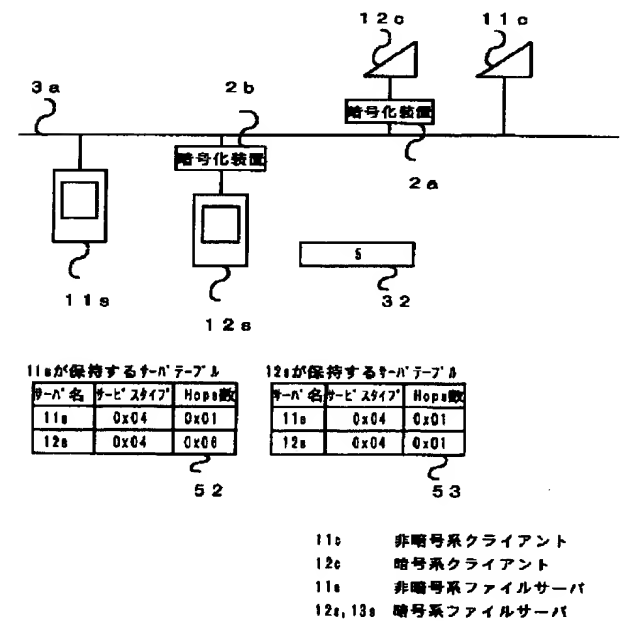 12c 11c
3a 2b
暗号化装置
暗号化装置
2a
5
11s 32
12s
11sが保持するサーバテーブル
サーバ名 サービスタイプ Hops数
11s 0x04 0x01
12s 0x04 0x06
52
12sが保持するサーバテーブル
サーバ名 サービスタイプ Hops数
11s 0x04 0x01
12s 0x04 0x01
53
11c 非暗号系クライアント
12c 暗号系クライアント
11s 非暗号系ファイルサーバ
12s,13s 暗号系ファイルサーバ